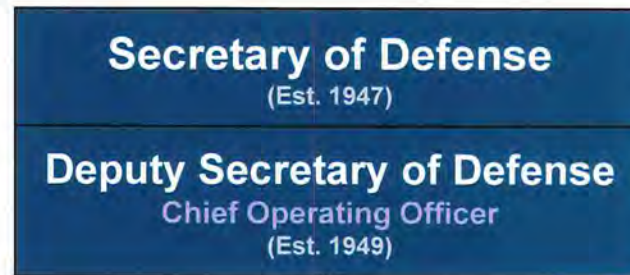 Secretary of Defense
(Est. 1947)
Deputy Secretary of Defense
Chief Operating Officer
(Est. 1949)